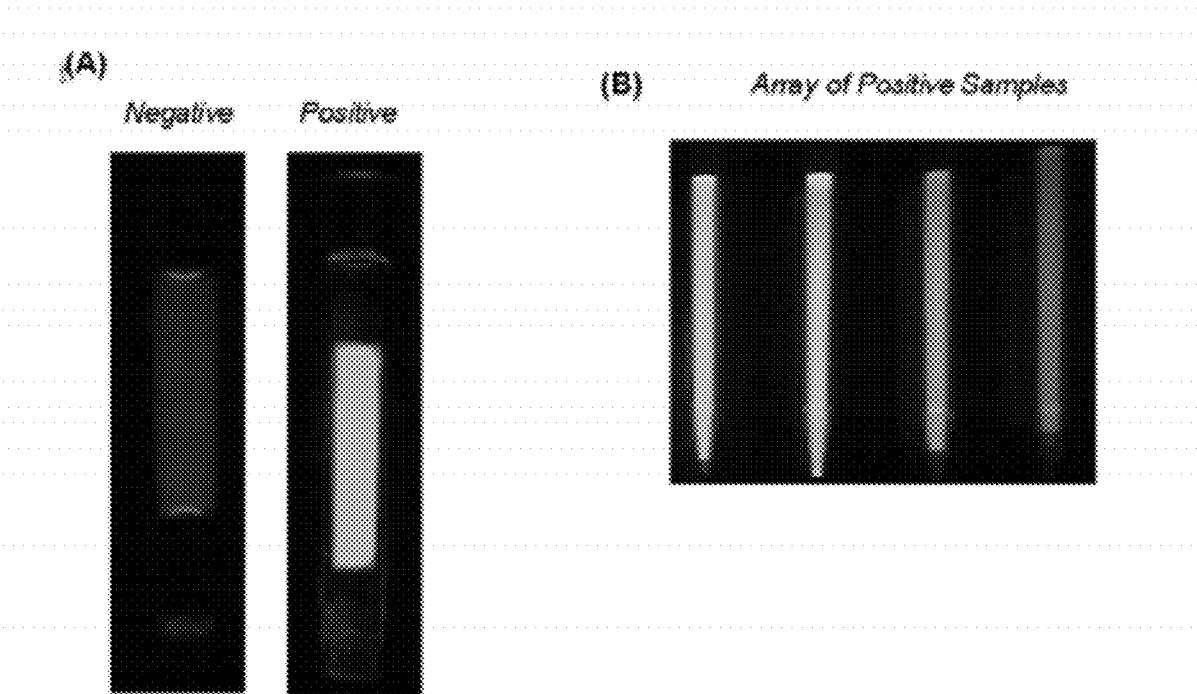 (A)
Negative
Positive
(B)
Array of Positive Samples